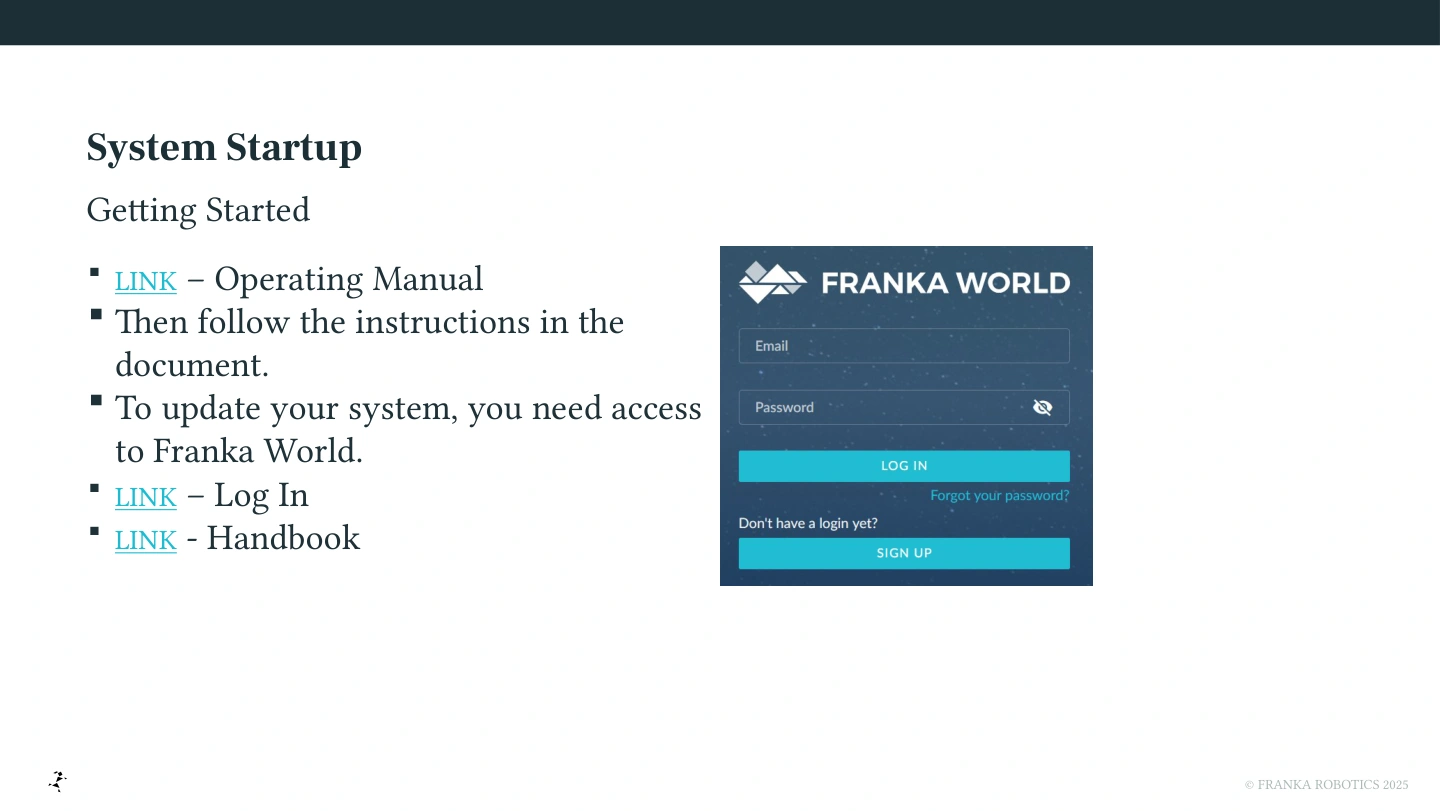 System Startup
Getting Started
LINK – Operating Manual
Then follow the instructions in the
document.
To update your system, you need access
to Franka World.
LINK – Log In
LINK - Handbook
FRANKA WORLD
Email
Password
LOG IN
Forgot your password?
Don't have a login yet?
SIGN UP
© FRANKA ROBOTICS 2025